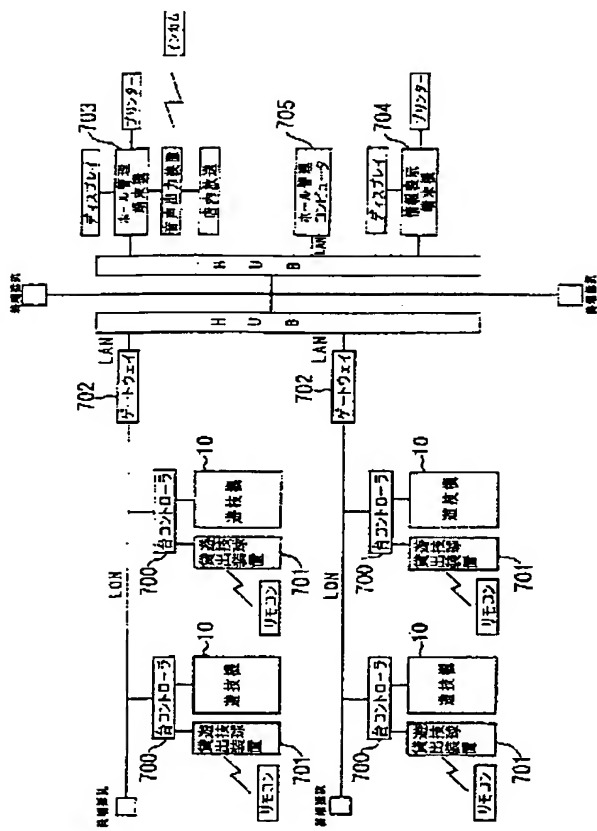 703
プリンター
インカム
ディスプレイ
ホール管理
端末機
音声出力装置
店内放送
705
ホール管理
コンピュータ
LAN
704
プリンター
ディスプレイ
情報表示
端末機
終端抵抗
HUB
HUB
終端抵抗
LAN
702
ゲートウェイ
LAN
702
ゲートウェイ
LON
台コントローラ
700
10
遊技機
遊技球
貸出
装置
701
リモコン
台コントローラ
700
10
遊技機
遊技球
貸出
装置
701
リモコン
終端抵抗
LON
台コントローラ
700
10
遊技機
遊技球
貸出
装置
701
リモコン
台コントローラ
700
10
遊技機
遊技球
貸出
装置
701
リモコン
終端抵抗